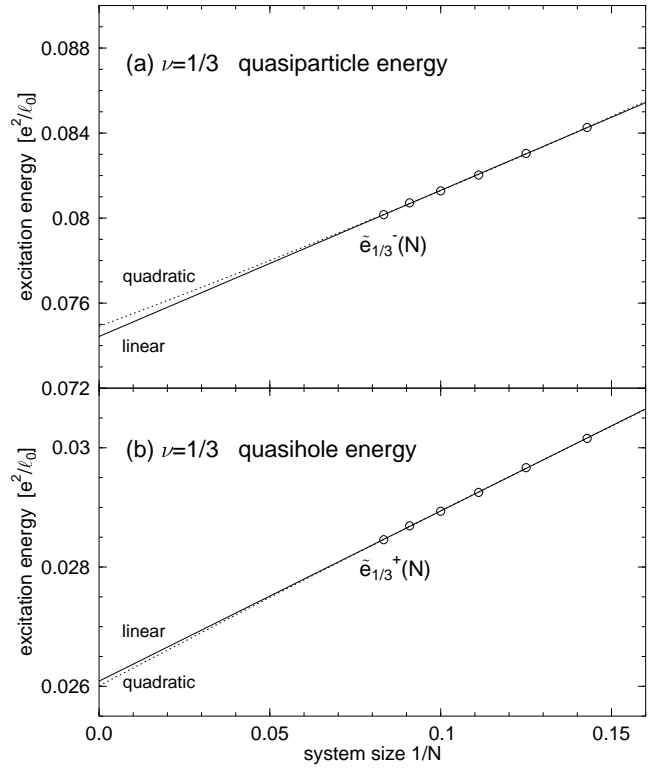 0.088
(a) ν=1/3 quasiparticle energy
0.084
excitation energy [e²/ℓ₀]
0.08
ẽ₁/₃⁻(N)
quadratic
0.076
linear
0.072
(b) ν=1/3 quasihole energy
0.03
excitation energy [e²/ℓ₀]
ẽ₁/₃⁺(N)
0.028
linear
quadratic
0.026
0.0 0.05 0.1 0.15
system size 1/N